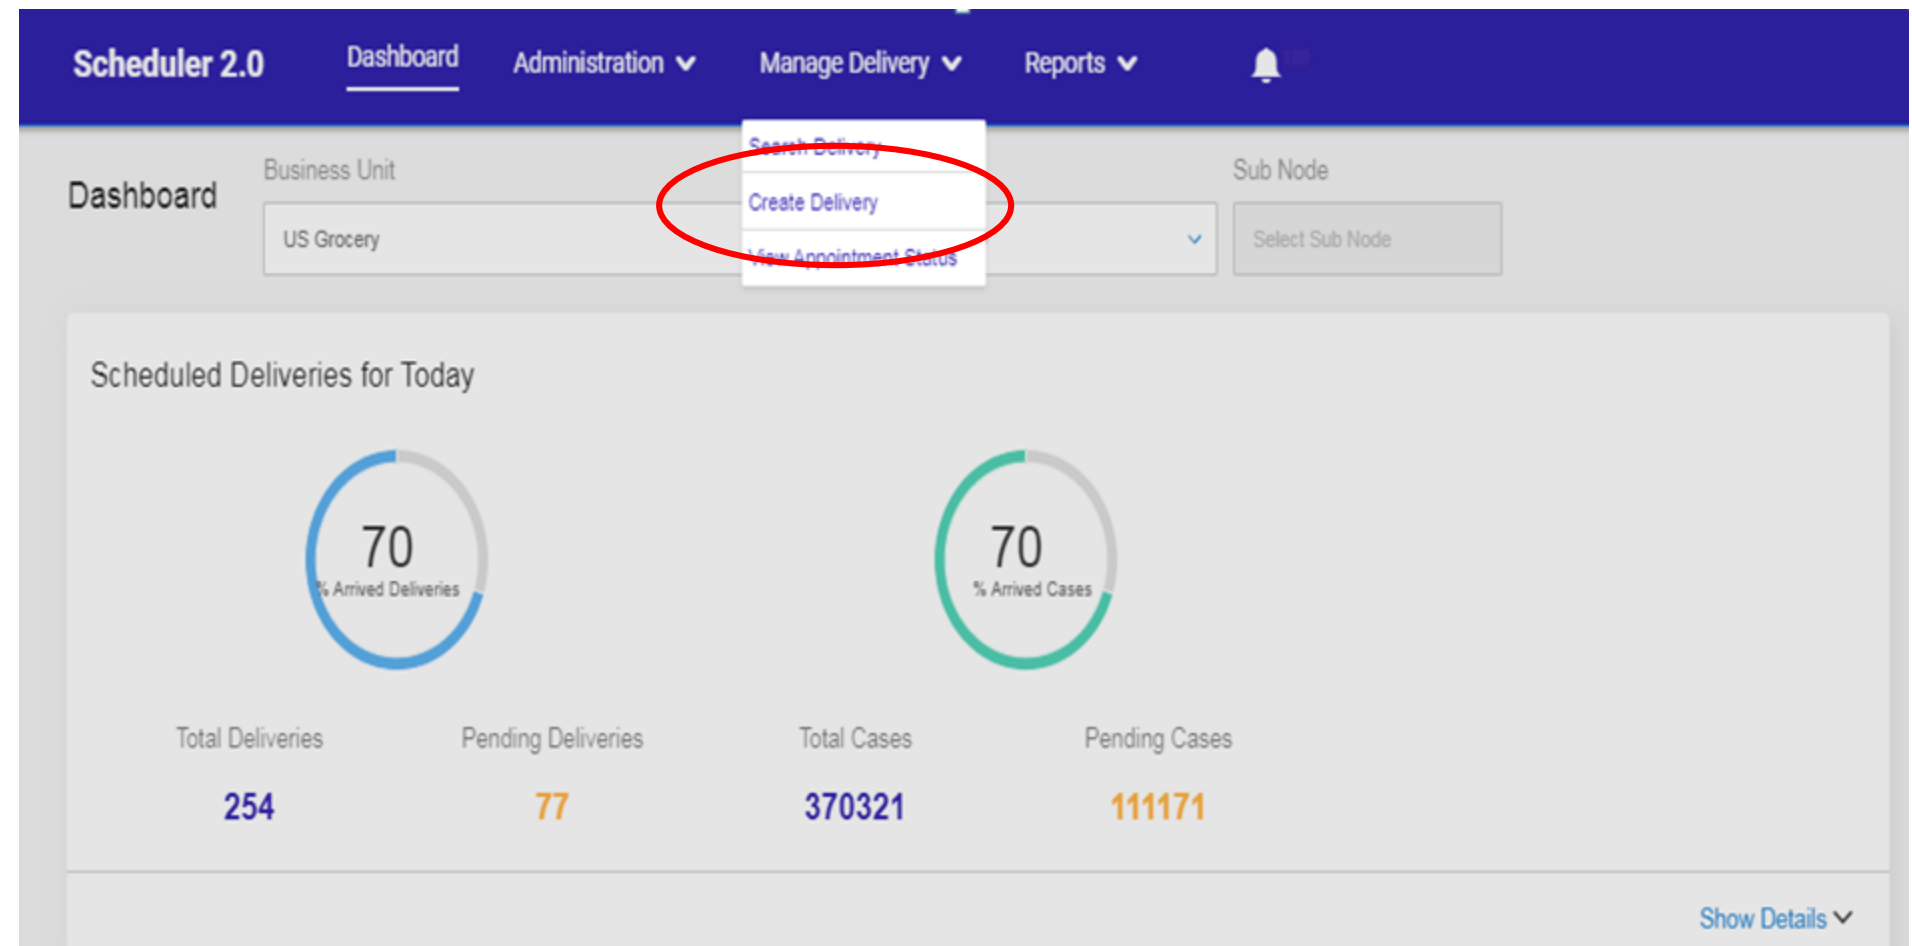 Scheduler 2.0 Dashboard Administration Manage Delivery Reports
Search Delivery
Create Delivery
View Appointment Status
Dashboard
Business Unit
US Grocery
Sub Node
Select Sub Node
Scheduled Deliveries for Today
70
% Arrived Deliveries
70
% Arrived Cases
Total Deliveries Pending Deliveries Total Cases Pending Cases
254 77 370321 111171
Show Details